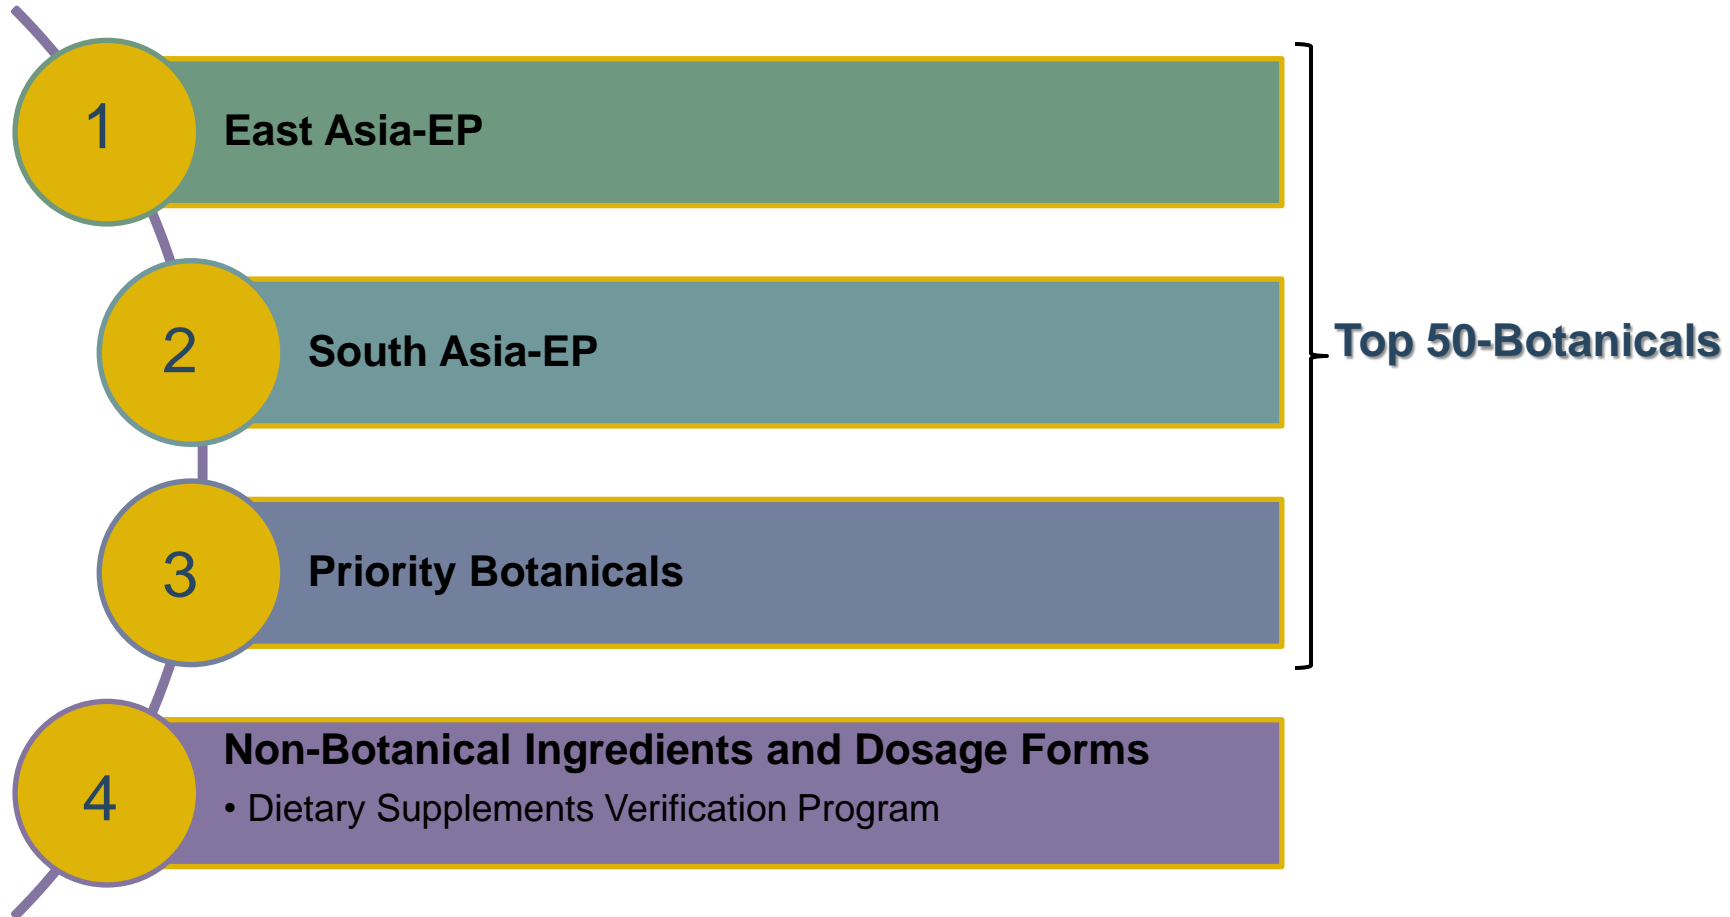 1
East Asia-EP
2
South Asia-EP
Top 50-Botanicals
3
Priority Botanicals
4
Non-Botanical Ingredients and Dosage Forms
• Dietary Supplements Verification Program